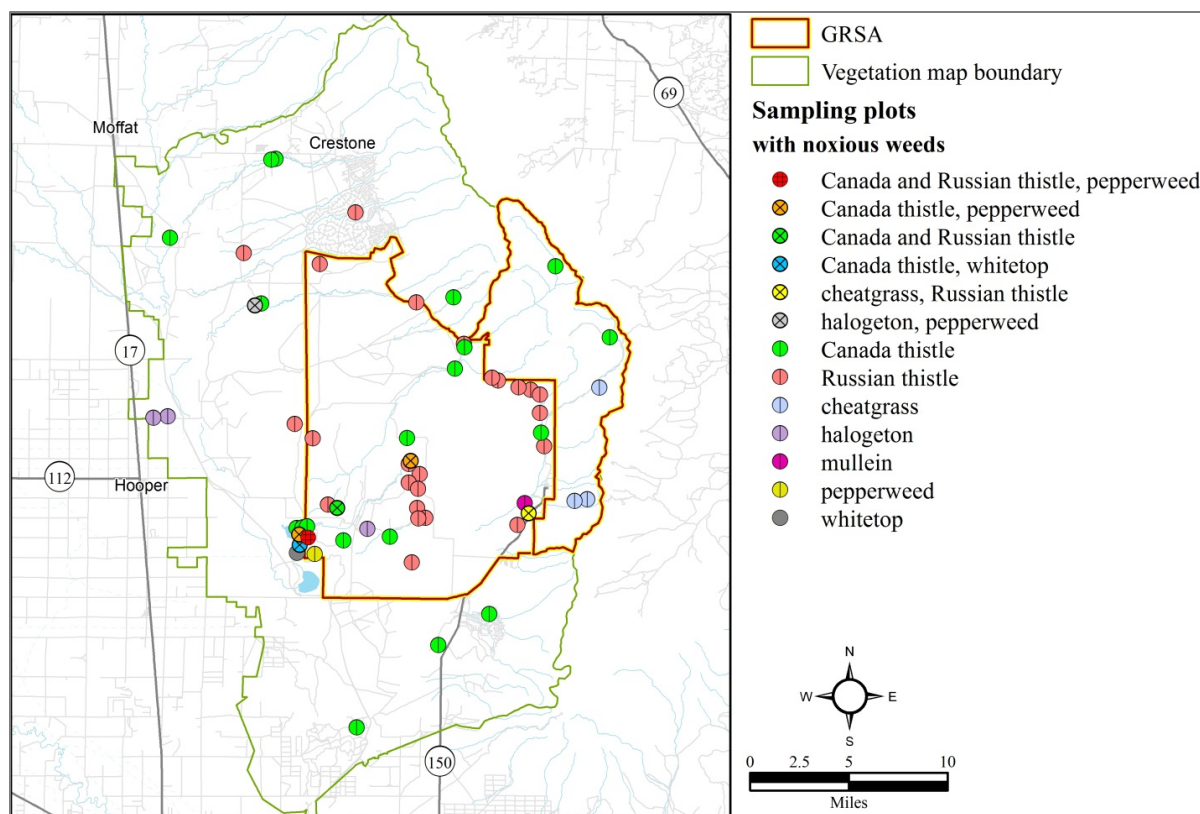 69
Moffat
Crestone
17
112
Hooper
150
GRSA
Vegetation map boundary
Sampling plots
with noxious weeds
Canada and Russian thistle, pepperweed
Canada thistle, pepperweed
Canada and Russian thistle
Canada thistle, whitetop
cheatgrass, Russian thistle
halogeton, pepperweed
Canada thistle
Russian thistle
cheatgrass
halogeton
mullein
pepperweed
whitetop
N
W E
S
0 2.5 5 10
Miles